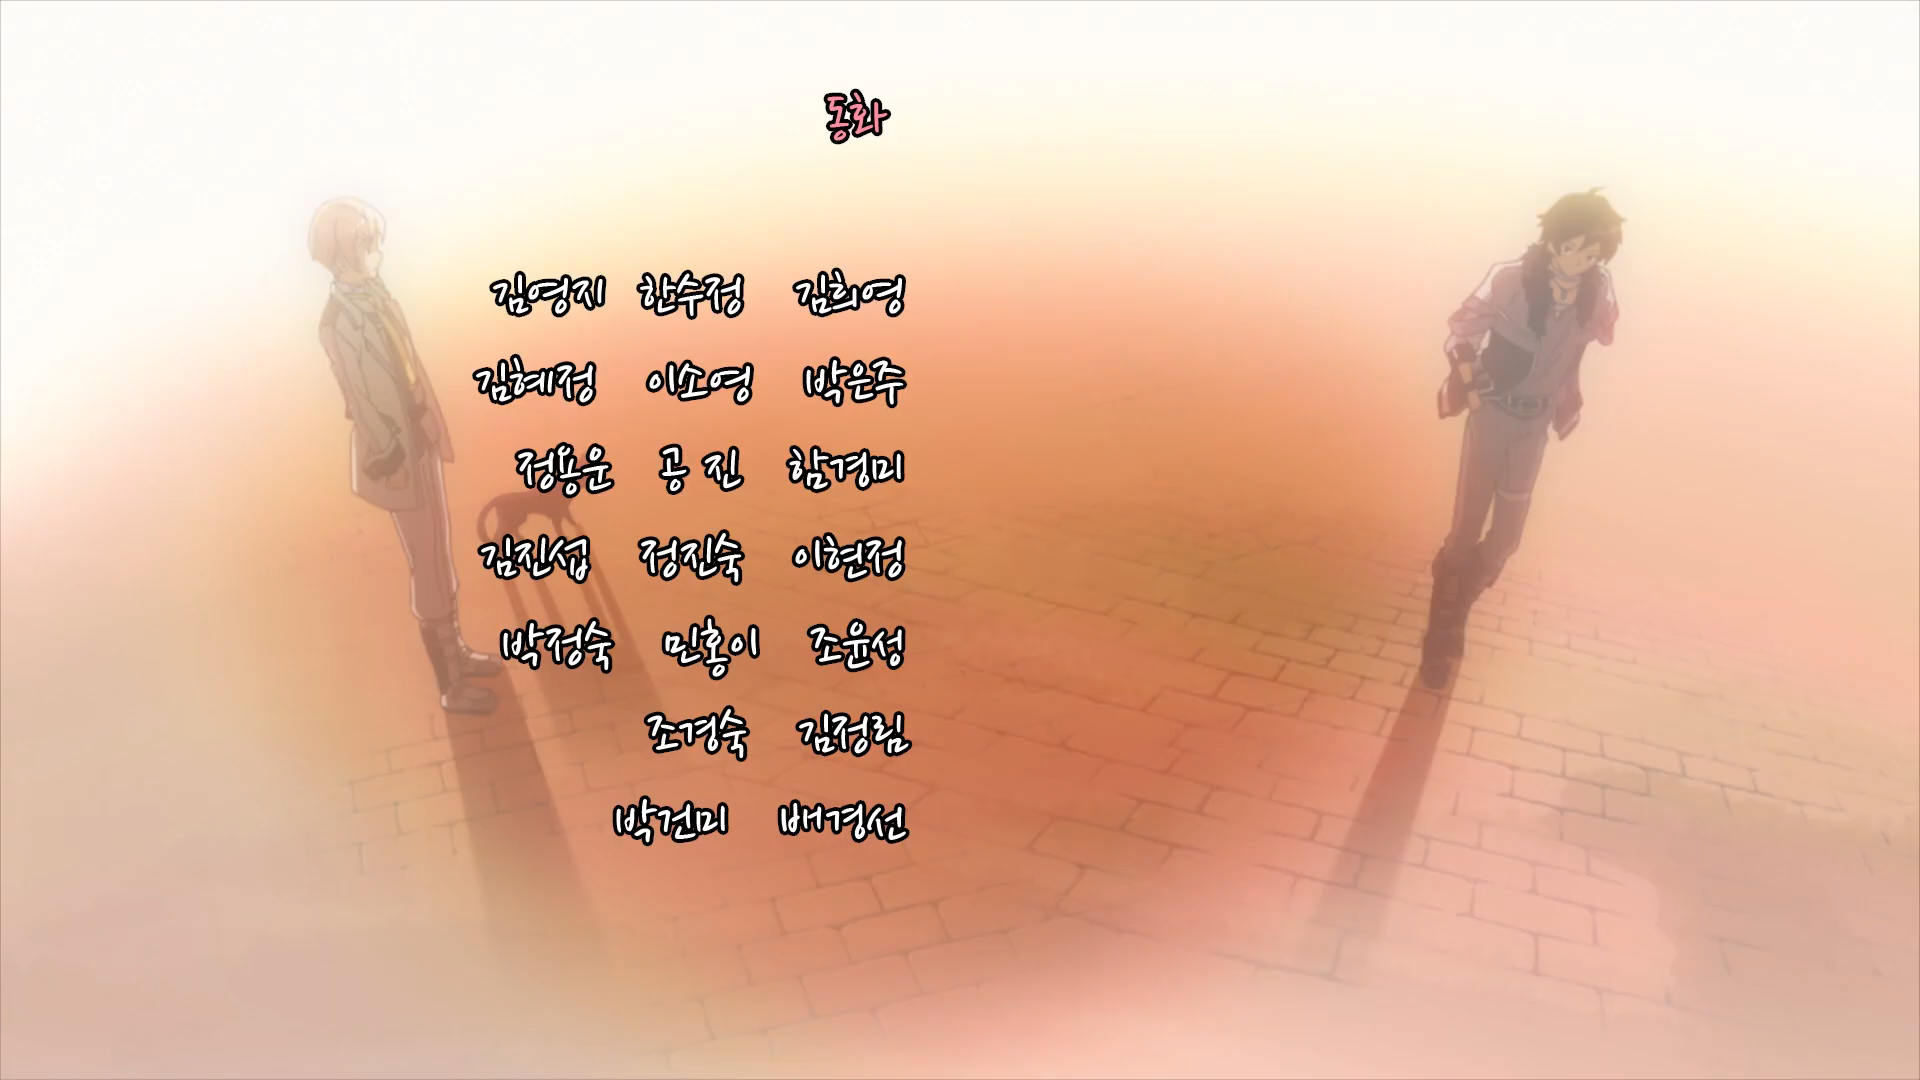 동화
김영지 한수정 김희영
김혜정 이소영 박은주
정용운 공 진 함경미
김진섭 정진숙 이현정
박정숙 민홍이 조윤성
조경숙 김정림
박건미 배경선